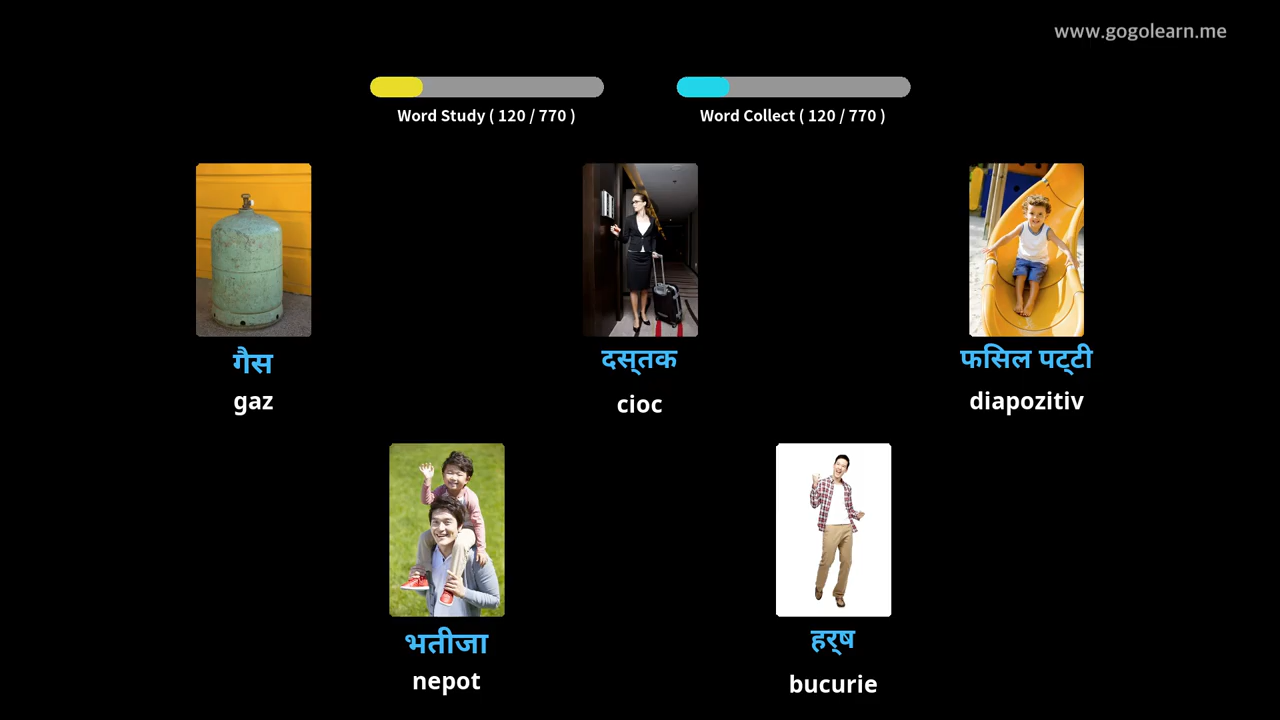 www.gogolearn.me
Word Study ( 120 / 770 )
Word Collect ( 120 / 770 )
गैस
दस्‌तक
फसिल पट्‌टी
gaz
cioc
diapozitiv
भतीजा
हर्‌ष
nepot
bucurie